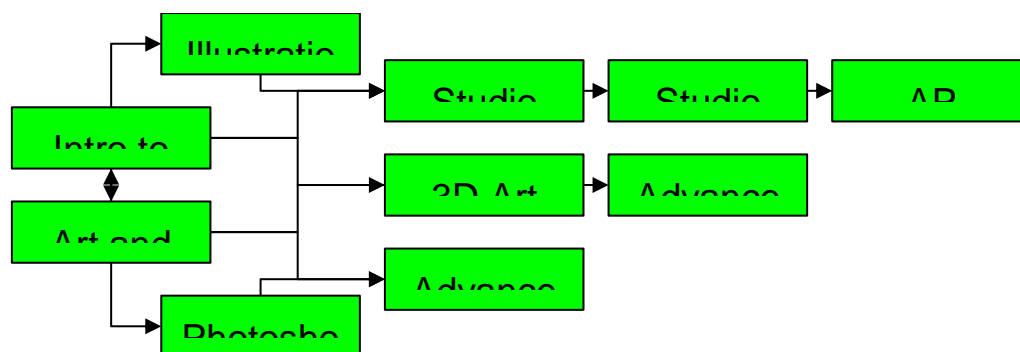 Illustratio
Studio
Studio
AP
Intro to
3D Art
Advance
Art and
Advance
Photosho